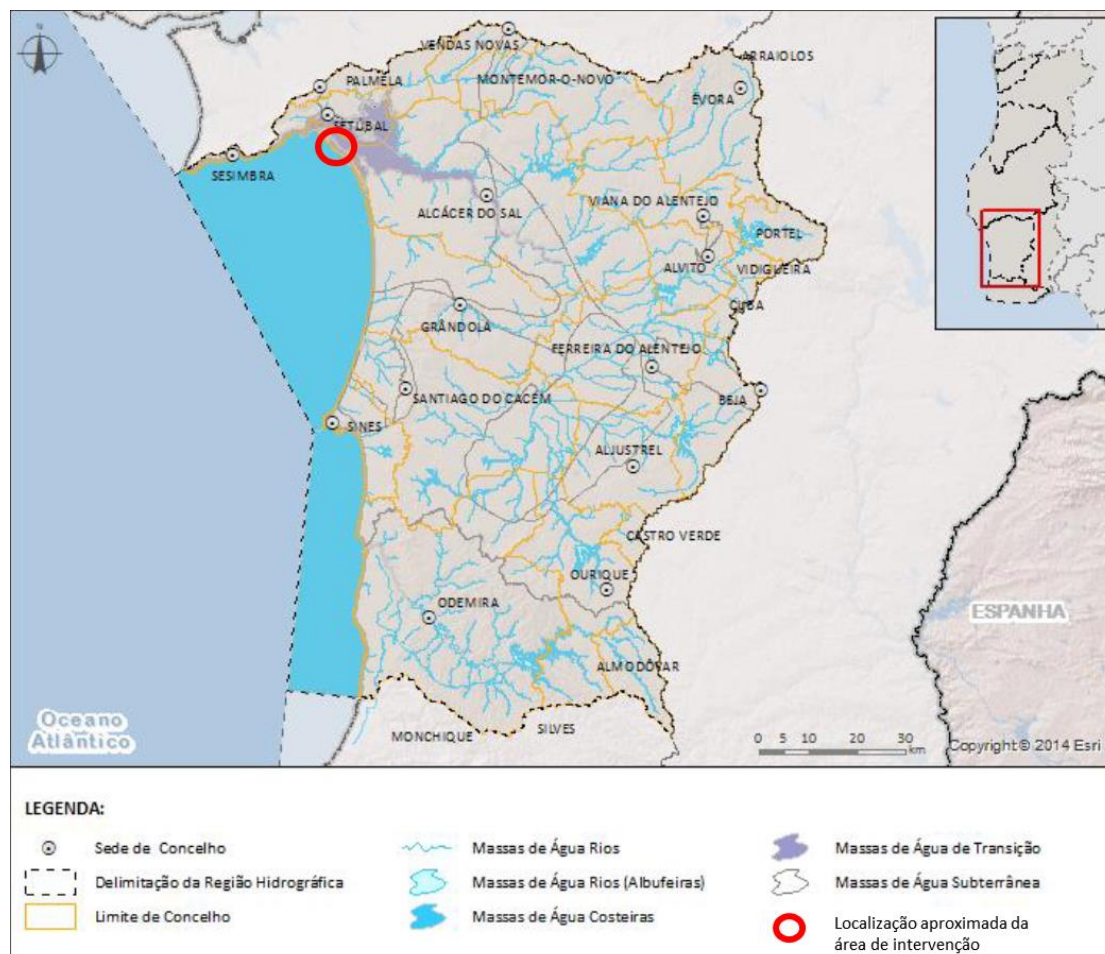 VENDAS NOVAS
ARRAIOLOS
PALMELA
MONTEMOR-O-NOVO
ÉVORA
SETÚBAL
SESIMBRA
ALCÁCER DO SAL
VIANA DO ALENTEJO
PORTEL
ALVITO
VIDIGUEIRA
CUBA
GRÂNDOLA
FERREIRA DO ALENTEJO
SANTIAGO DO CACÉM
BEJA
SINES
ALJUSTREL
CASTRO VERDE
OURIQUE
ODEMIRA
ESPANHA
ALMODÔVAR
Oceano
Atlântico
MONCHIQUE
SILVES
0 5 10 20 30
km
Copyright © 2014 Esri
LEGENDA:
Sede de Concelho
Delimitação da Região Hidrográfica
Limite de Concelho
Massas de Água Rios
Massas de Água Rios (Albufeiras)
Massas de Água Costeiras
Massas de Água de Transição
Massas de Água Subterrânea
Localização aproximada da
área de intervenção